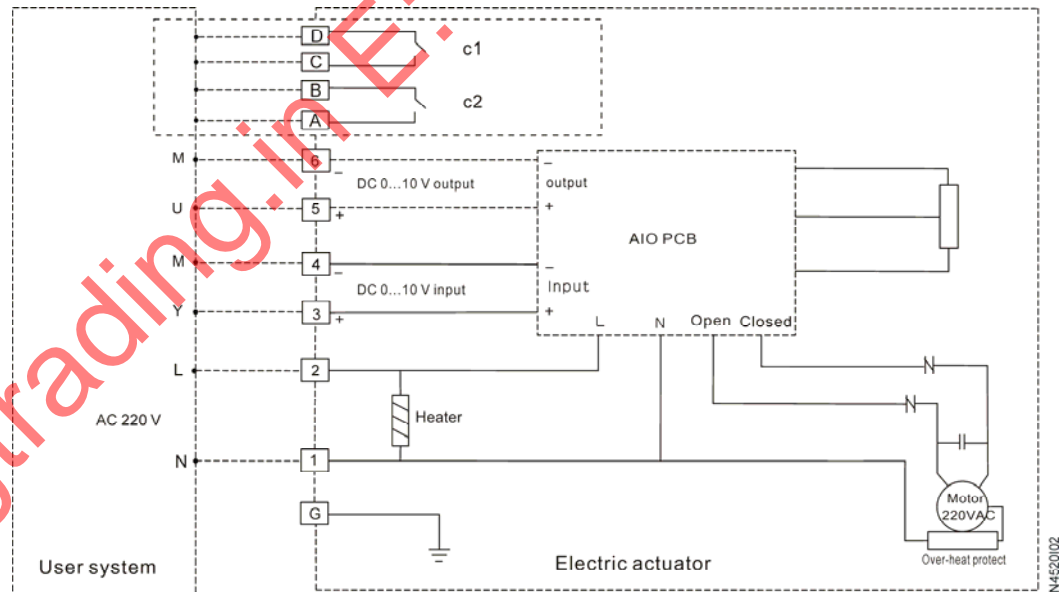 D
c1
C
B
c2
A
M 6 − DC 0...10 V output − output
U 5 + +
AIO PCB
M 4 − − Input
DC 0...10 V input
Y 3 + +
L N Open Closed
L 2
AC 220 V
Heater
N 1
G
Motor
220VAC
Over-heat protect
User system
Electric actuator
N4520I02
gtrading.in E